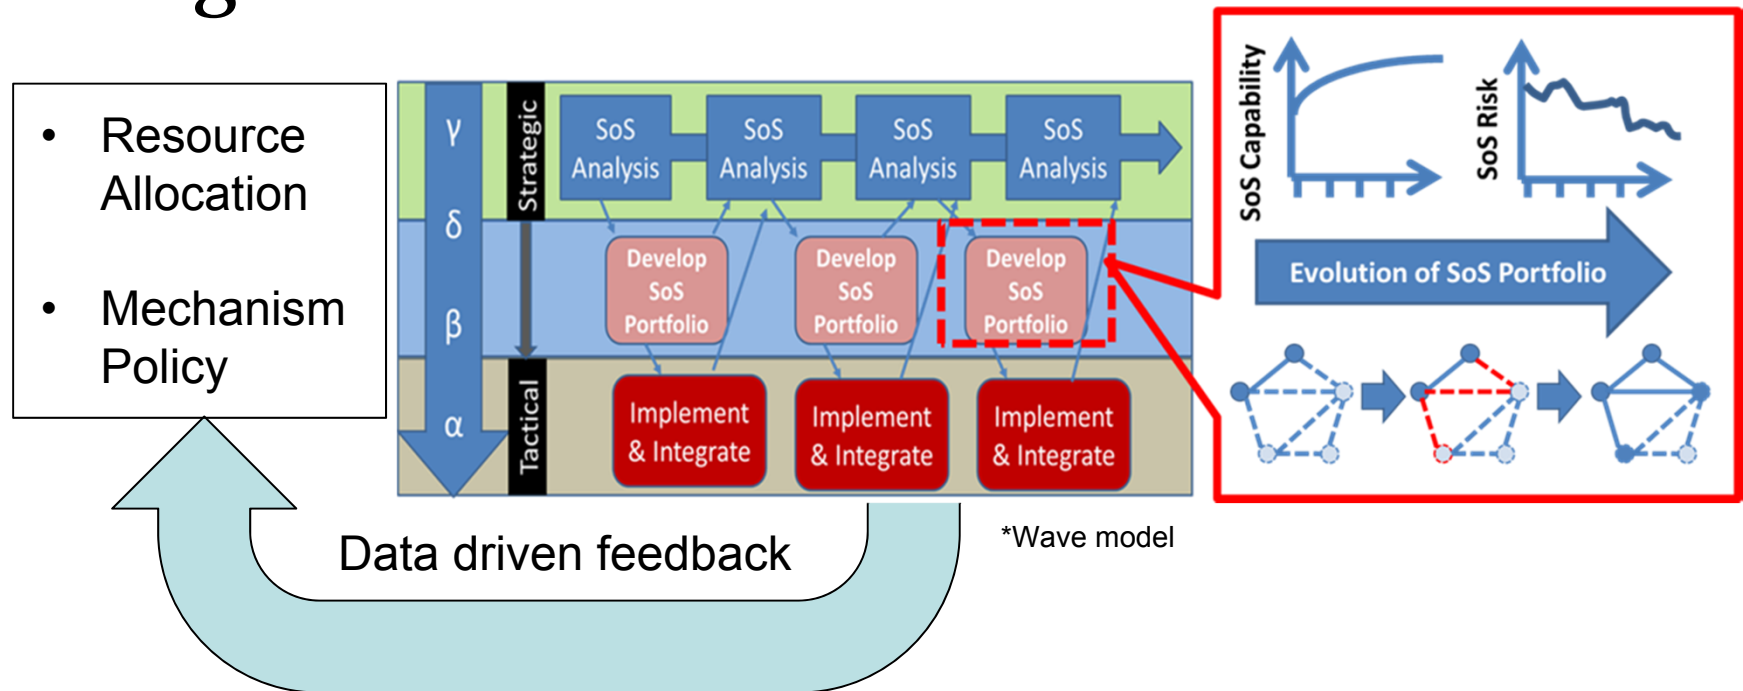 g
• Resource
Allocation
• Mechanism
Policy
γ
δ
β
α
Strategic
Tactical
SoS
Analysis
SoS
Analysis
SoS
Analysis
SoS
Analysis
Develop
SoS
Portfolio
Develop
SoS
Portfolio
Develop
SoS
Portfolio
Implement
& Integrate
Implement
& Integrate
Implement
& Integrate
SoS Capability
SoS Risk
Evolution of SoS Portfolio
Data driven feedback
*Wave model